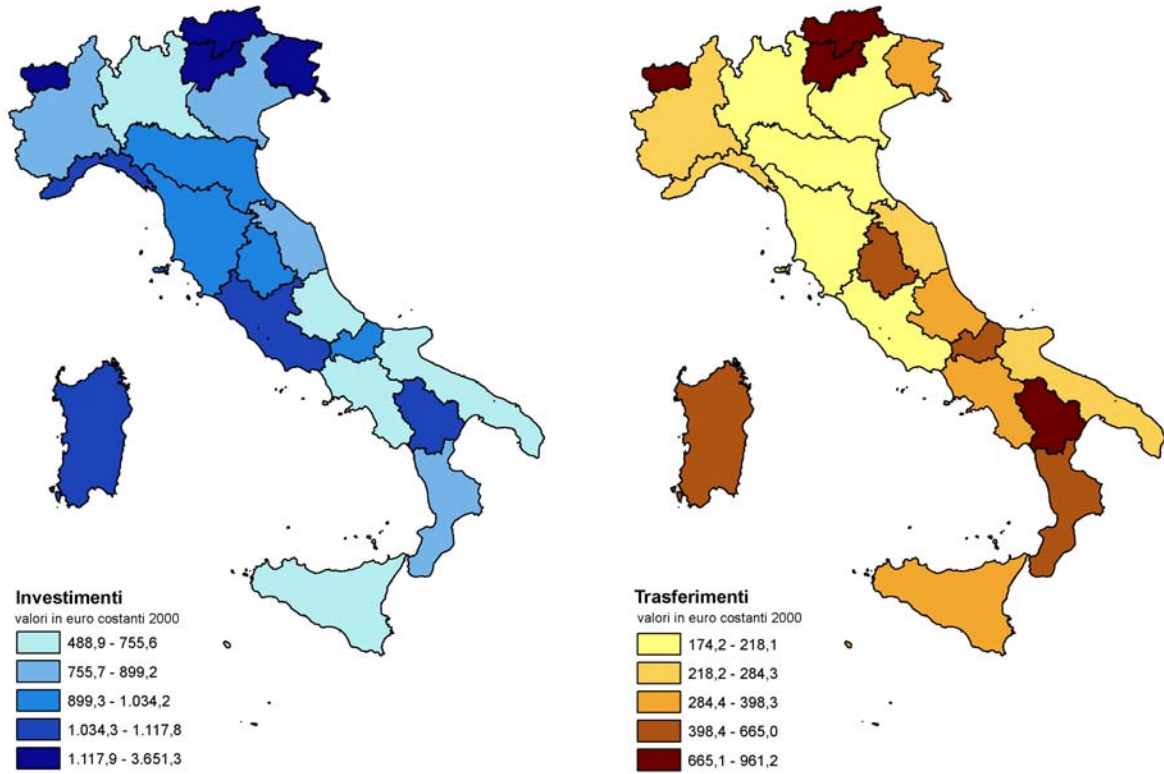 Investimenti
valori in euro costanti 2000
488,9 - 755,6
755,7 - 899,2
899,3 - 1.034,2
1.034,3 - 1.117,8
1.117,9 - 3.651,3
Trasferimenti
valori in euro costanti 2000
174,2 - 218,1
218,2 - 284,3
284,4 - 398,3
398,4 - 665,0
665,1 - 961,2